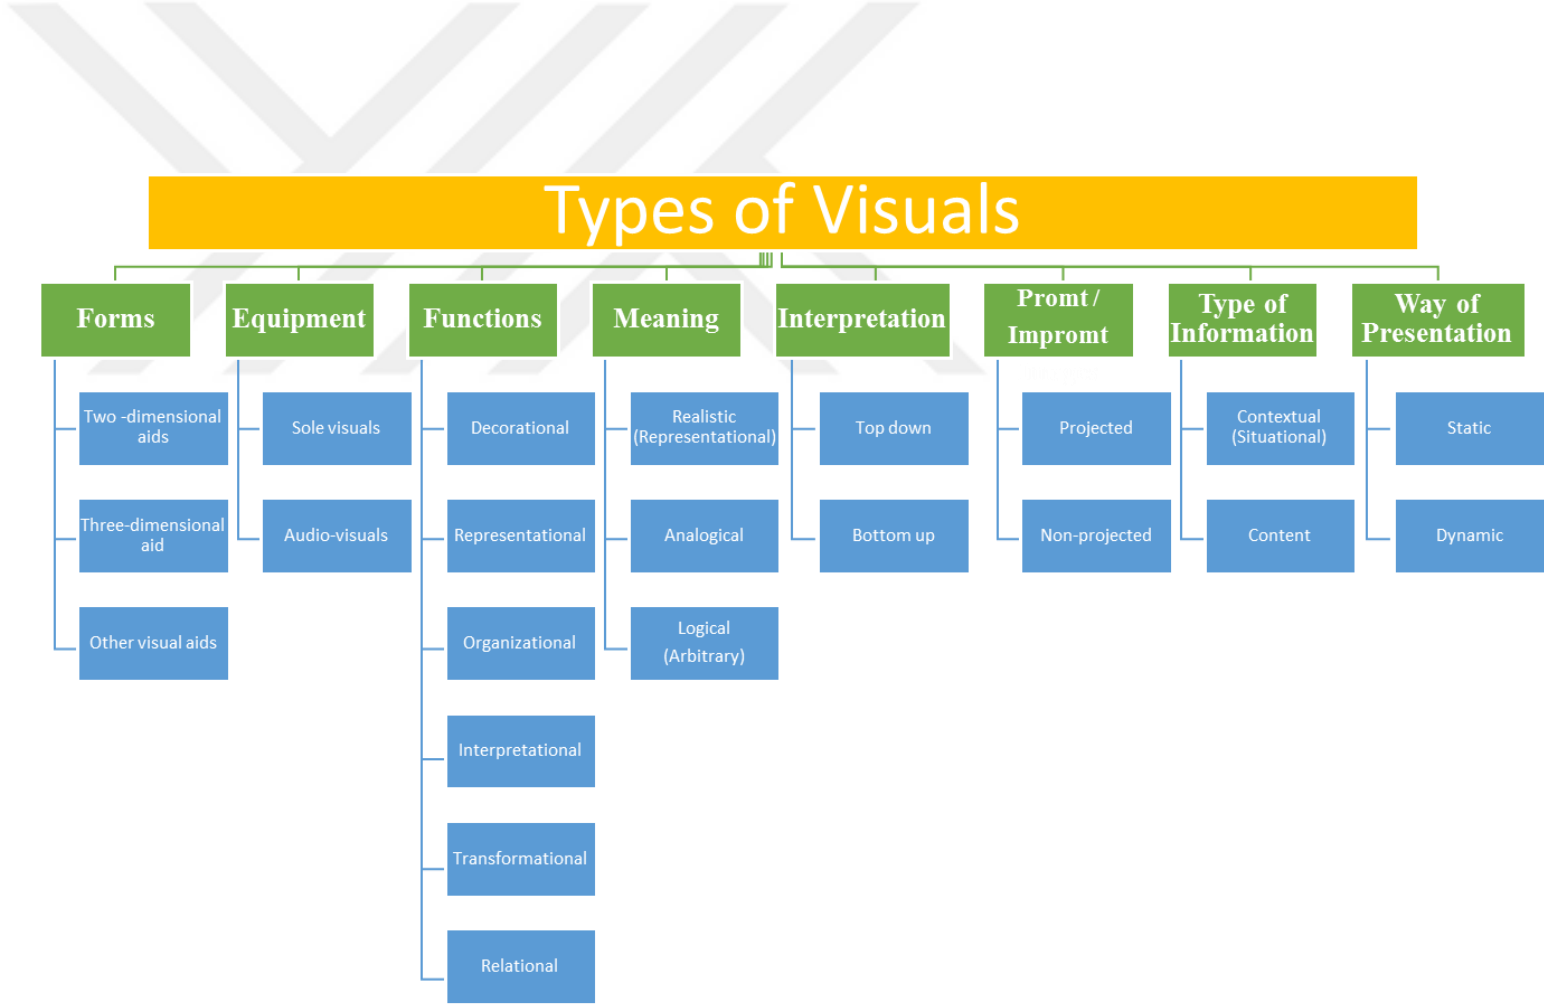 Types of Visuals
Forms
Two -dimensional
aids
Three-dimensional
aid
Other visual aids
Equipment
Sole visuals
Audio-visuals
Functions
Decorational
Representational
Organizational
Interpretational
Transformational
Relational
Meaning
Realistic
(Representational)
Analogical
Logical
(Arbitrary)
Interpretation
Top down
Bottom up
Promt /
Impromt
Projected
Non-projected
Type of
Information
Contextual
(Situational)
Content
Way of
Presentation
Static
Dynamic